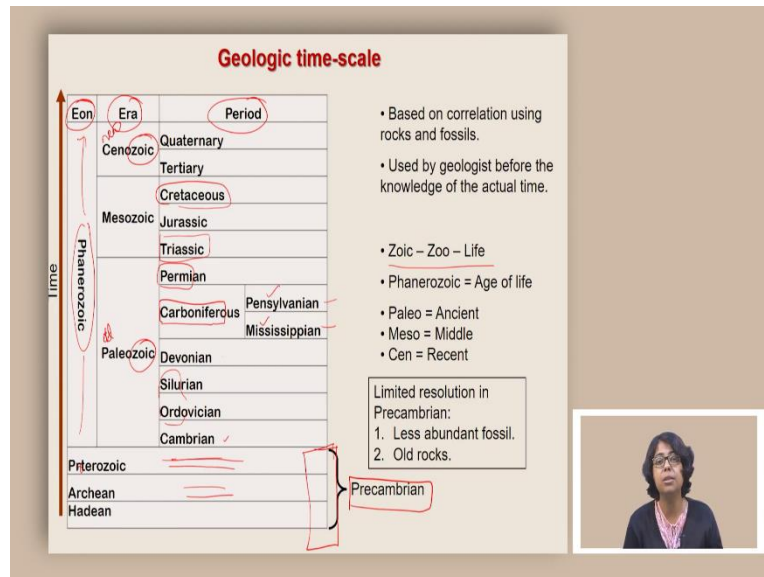 Geologic time-scale
Eon Era Period
Cenozoic
Quaternary
Tertiary
Mesozoic
Cretaceous
Jurassic
Triassic
Phanerozoic
Paleozoic
Permian
Carboniferous
Pensylvanian
Mississippian
Devonian
Silurian
Ordovician
Cambrian
Archean
Hadean
Precambrian
Time
• Based on correlation using
rocks and fossils.
• Used by geologist before the
knowledge of the actual time.
• Zoic – Zoo – Life
• Phanerozoic = Age of life
• Paleo = Ancient
• Meso = Middle
• Cen = Recent
Limited resolution in
Precambrian:
1. Less abundant fossil.
2. Old rocks.